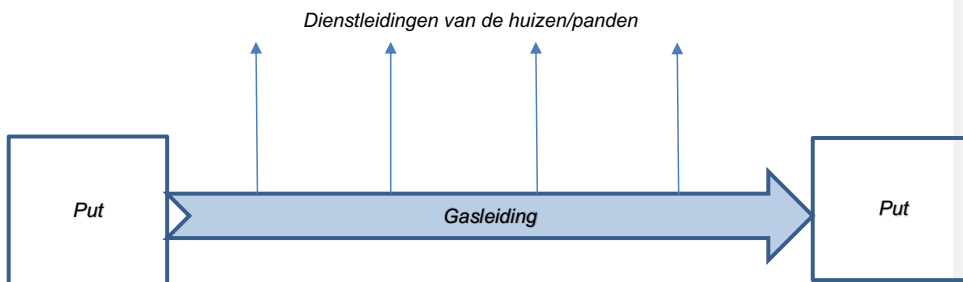 Dienstleidingen van de huizen/panden
Put
Gasleiding
Put